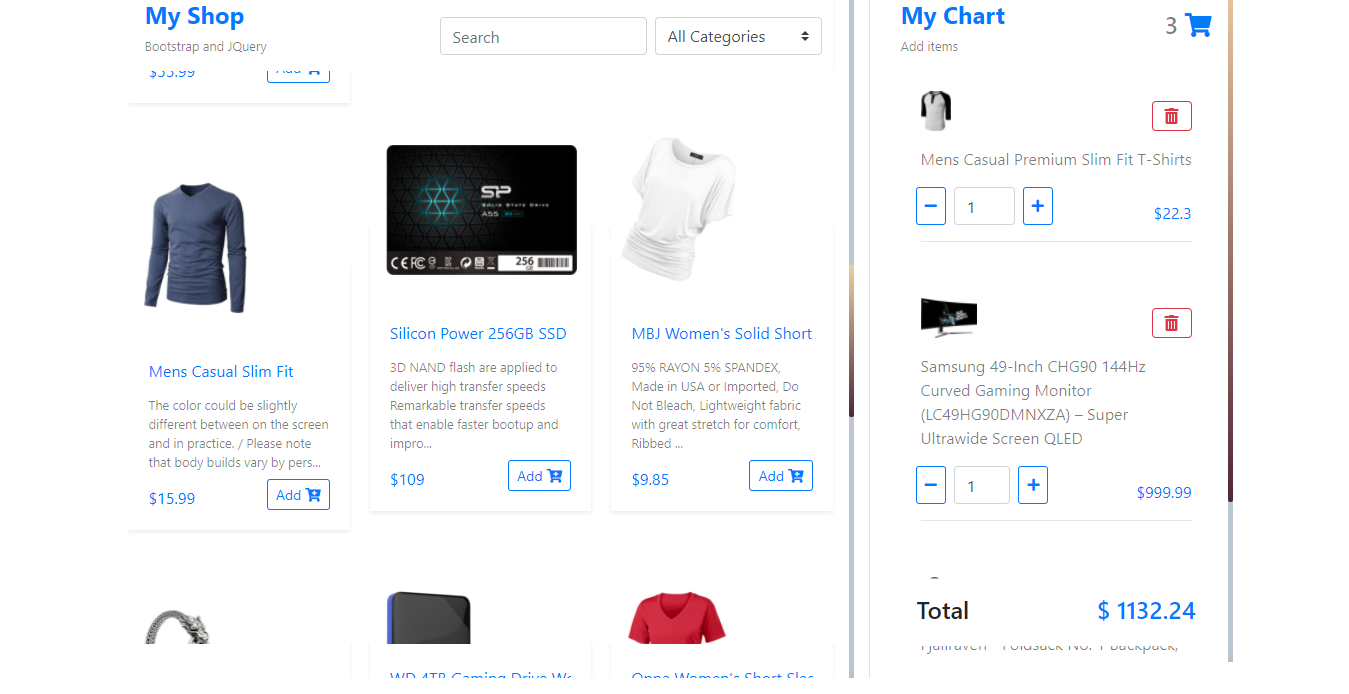 My Shop
Bootstrap and JQuery
Search
All Categories
$55.99
Add
SP
SOLID STATE DRIVE
A55
256
GB
Mens Casual Slim Fit
The color could be slightly
different between on the screen
and in practice. / Please note
that body builds vary by pers...
$15.99
Add
Silicon Power 256GB SSD
3D NAND flash are applied to
deliver high transfer speeds
Remarkable transfer speeds
that enable faster bootup and
impro...
$109
Add
MBJ Women's Solid Short
95% RAYON 5% SPANDEX,
Made in USA or Imported, Do
Not Bleach, Lightweight fabric
with great stretch for comfort,
Ribbed ...
$9.85
Add
WD 4TB Gaming Drive
Opna Women's Short
My Chart
Add items
3
Mens Casual Premium Slim Fit T-Shirts
1
$22.3
Samsung 49-Inch CHG90 144Hz
Curved Gaming Monitor
(LC49HG90DMNXZA) – Super
Ultrawide Screen QLED
1
$999.99
Total
$ 1132.24
Fjallraven - Foldsack No. 1 Backpack,